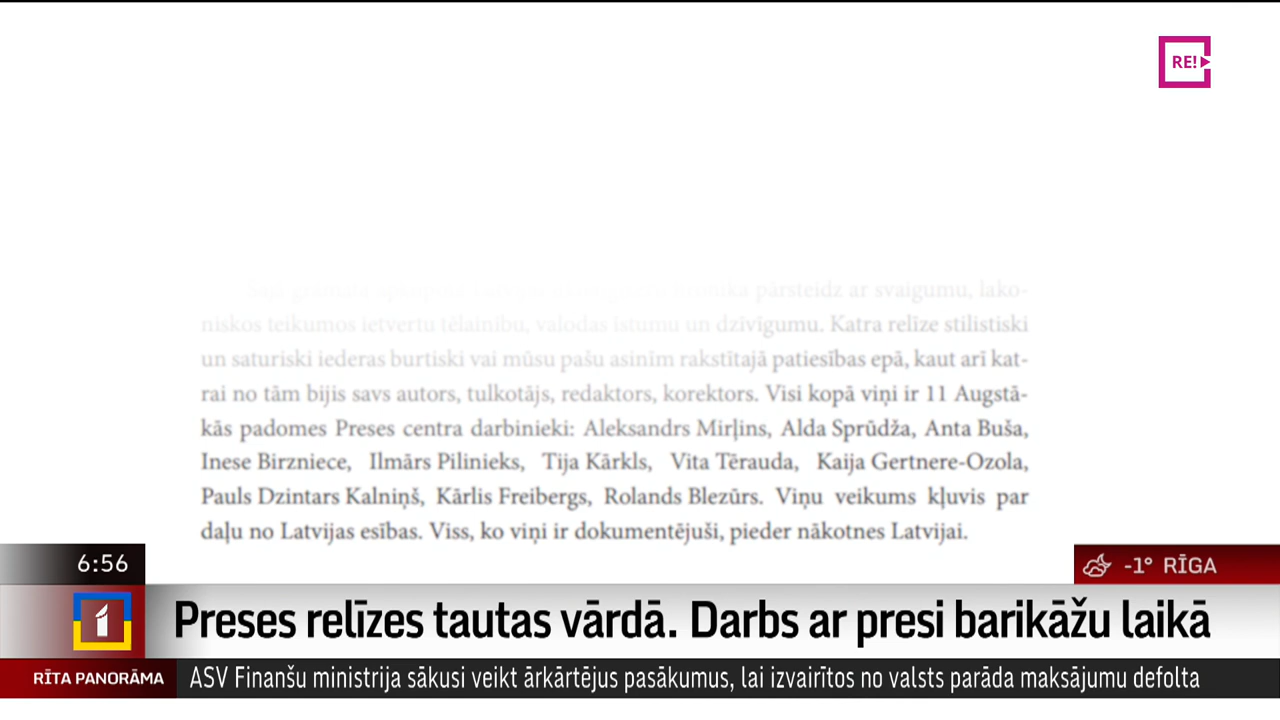 RE!
pārsteidz ar svaigumu, lako-
niskos teikumos ietvertu tēlainību, valodas īstumu un dzīvīgumu. Katra relīze stilistiski
un saturiski iederas burtiski vai mūsu pašu asinīm rakstītajā patiesības epā, kaut arī kat-
rai no tām bijis savs autors, tulkotājs, redaktors, korektors. Visi kopā viņi ir 11 Augstā-
kās padomes Preses centra darbinieki: Aleksandrs Mirļins, Alda Sprūdža, Anta Buša,
Inese Birzniece, Ilmārs Pilinieks, Tija Kārkls, Vita Tērauda, Kaija Gertnere-Ozola,
Pauls Dzintars Kalniņš, Kārlis Freibergs, Rolands Blezūrs. Viņu veikums kļuvis par
daļu no Latvijas esības. Viss, ko viņi ir dokumentējuši, pieder nākotnes Latvijai.
6:56
-1° RĪGA
1
Preses relīzes tautas vārdā. Darbs ar presi barikāžu laikā
RĪTA PANORĀMA
ASV Finanšu ministrija sākusi veikt ārkārtējus pasākumus, lai izvairītos no valsts parāda maksājumu defolta